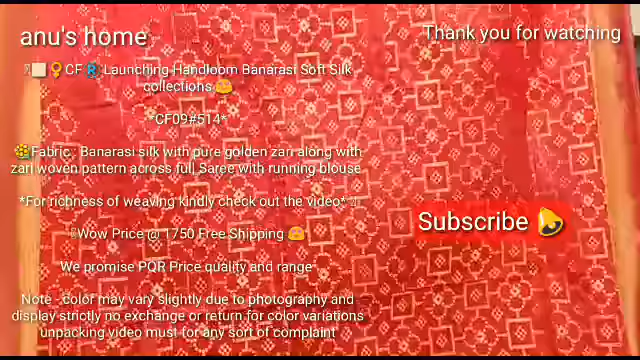 anu's home
Thank you for watching
CF Launching Handloom Banarasi Soft Silk
collections
*CF09#514*
Fabric : Banarasi silk with pure golden zari along with
zari woven pattern across full Saree with running blouse
*For richness of weaving kindly check out the video*
Subscribe
Wow Price @ 1750 Free Shipping
We promise PQR Price quality and range
Note - color may vary slightly due to photography and
display strictly no exchange or return for color variations
unpacking video must for any sort of complaint